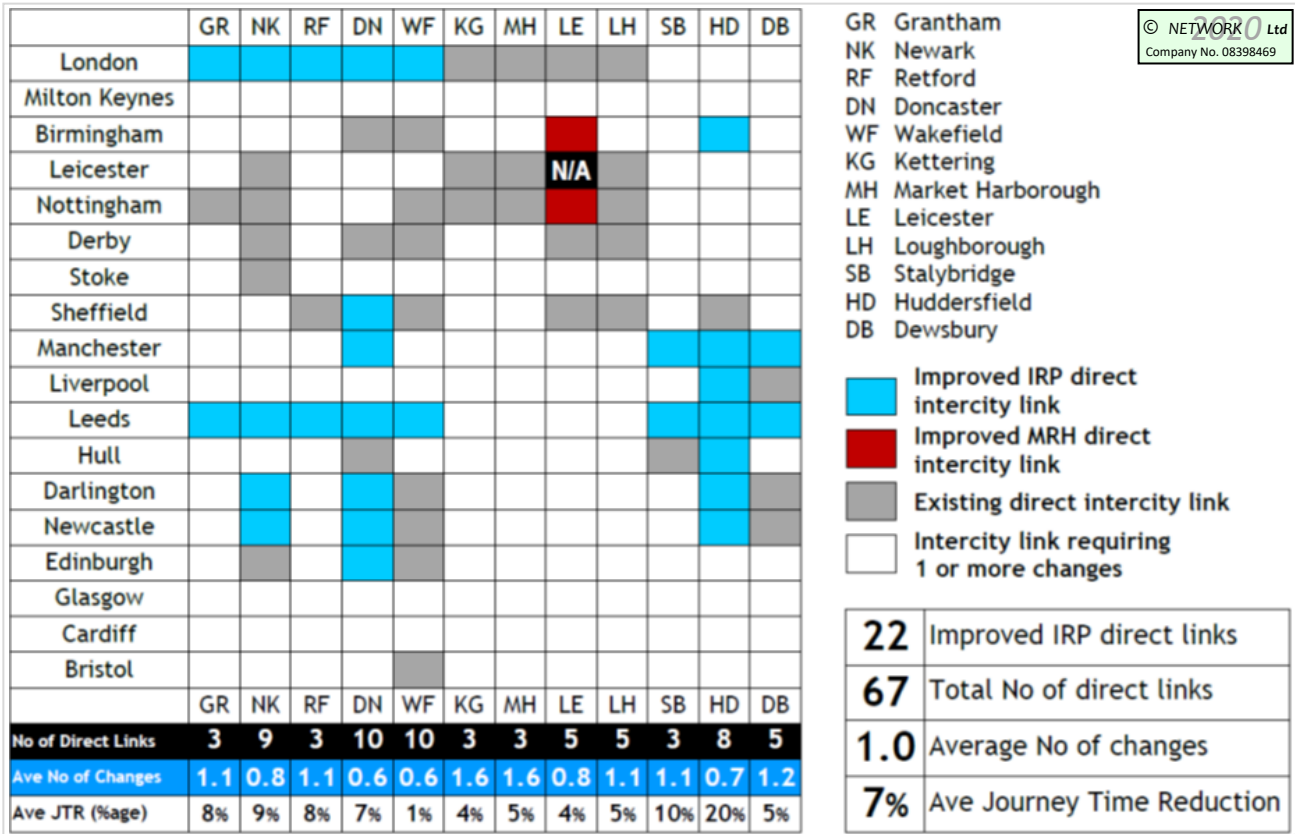 GR NK RF DN WF KG MH LE LH SB HD DB
London
Milton Keynes
Birmingham
Leicester N/A
Nottingham
Derby
Stoke
Sheffield
Manchester
Liverpool
Leeds
Hull
Darlington
Newcastle
Edinburgh
Glasgow
Cardiff
Bristol
GR NK RF DN WF KG MH LE LH SB HD DB
No of Direct Links 3 9 3 10 10 3 3 5 5 3 8 5
Ave No of Changes 1.1 0.8 1.1 0.6 0.6 1.6 1.6 0.8 1.1 1.1 0.7 1.2
Ave JTR (%age) 8% 9% 8% 7% 1% 4% 5% 4% 5% 10% 20% 5%
GR Grantham
NK Newark
RF Retford
DN Doncaster
WF Wakefield
KG Kettering
MH Market Harborough
LE Leicester
LH Loughborough
SB Stalybridge
HD Huddersfield
DB Dewsbury
© NETWORK 2020 Ltd
Company No. 08398469
Improved IRP direct
intercity link
Improved MRH direct
intercity link
Existing direct intercity link
Intercity link requiring
1 or more changes
22 Improved IRP direct links
67 Total No of direct links
1.0 Average No of changes
7% Ave Journey Time Reduction